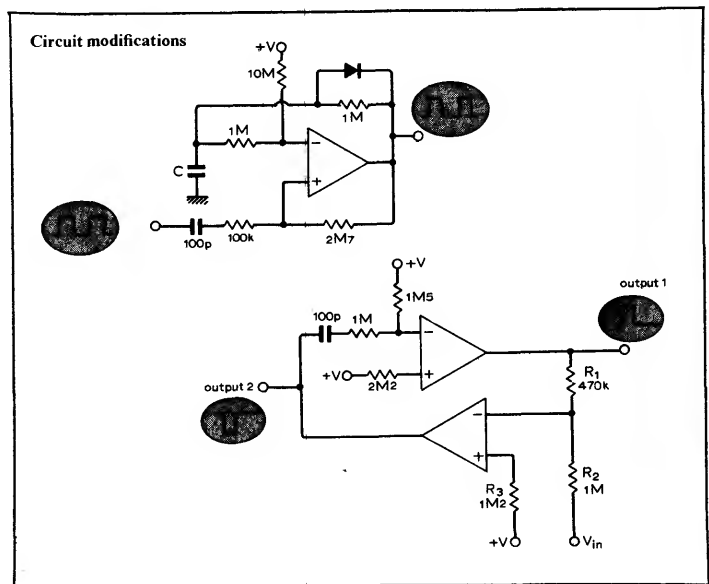 Circuit modifications
+V
10M
1M
1M
−
+
C
100p
100k
2M7
+V
1M5
output 1
100p
1M
−
+
+V
2M2
R1
470k
output 2
−
+
R2
1M
R3
1M2
+V
Vin